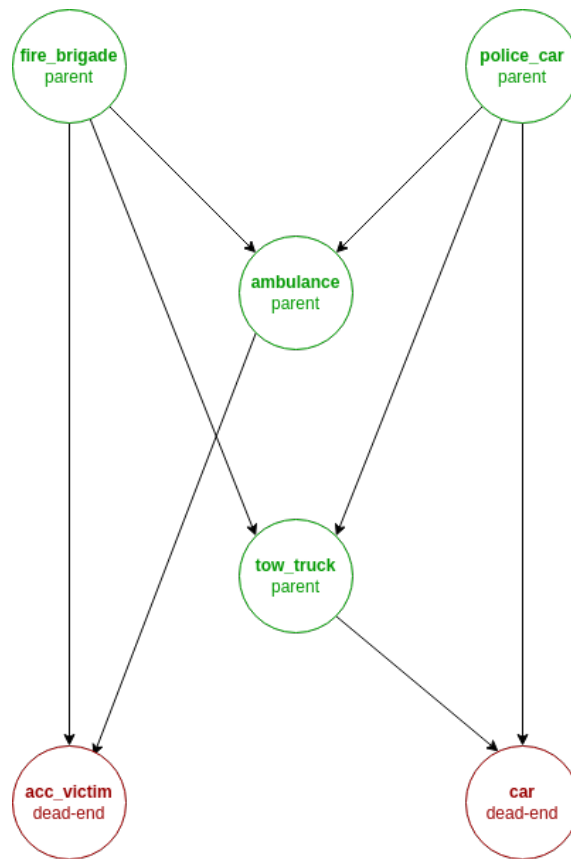 fire_brigade
parent
police_car
parent
ambulance
parent
tow_truck
parent
acc_victim
dead-end
car
dead-end